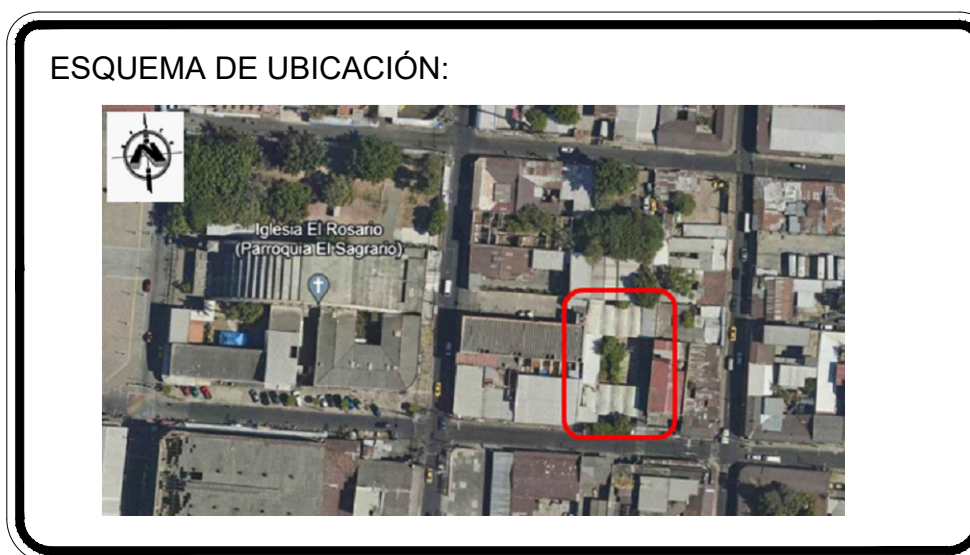 ESQUEMA DE UBICACIÓN:
N
Iglesia El Rosario
(Parroquia El Sagrario)